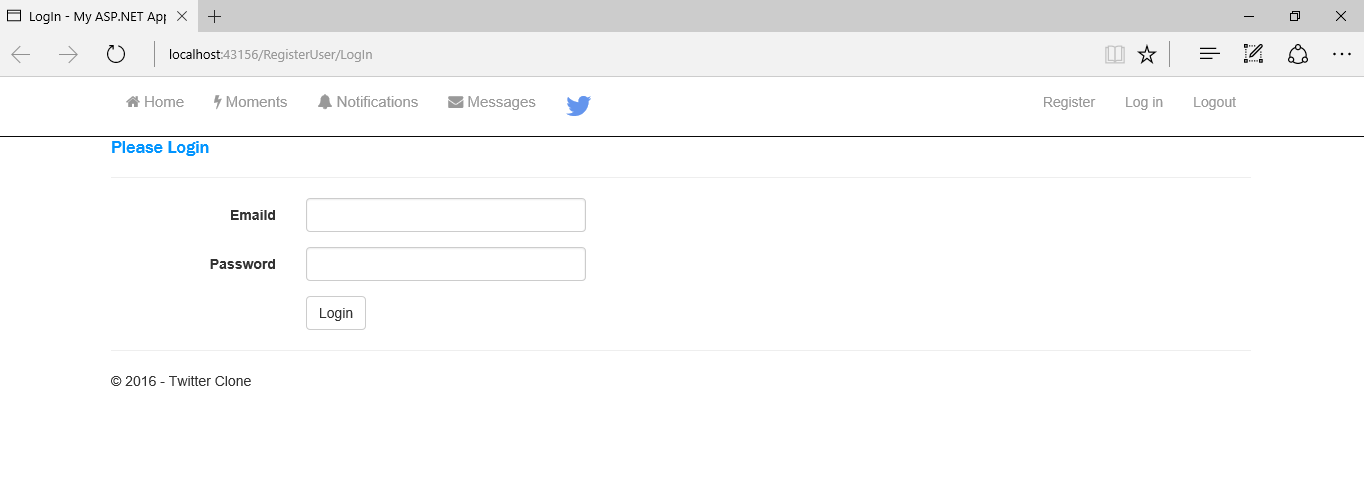 LogIn - My ASP.NET App
localhost:43156/RegisterUser/LogIn
Home Moments Notifications Messages Register Log in Logout
Please Login
Emaild
Password
Login
© 2016 - Twitter Clone